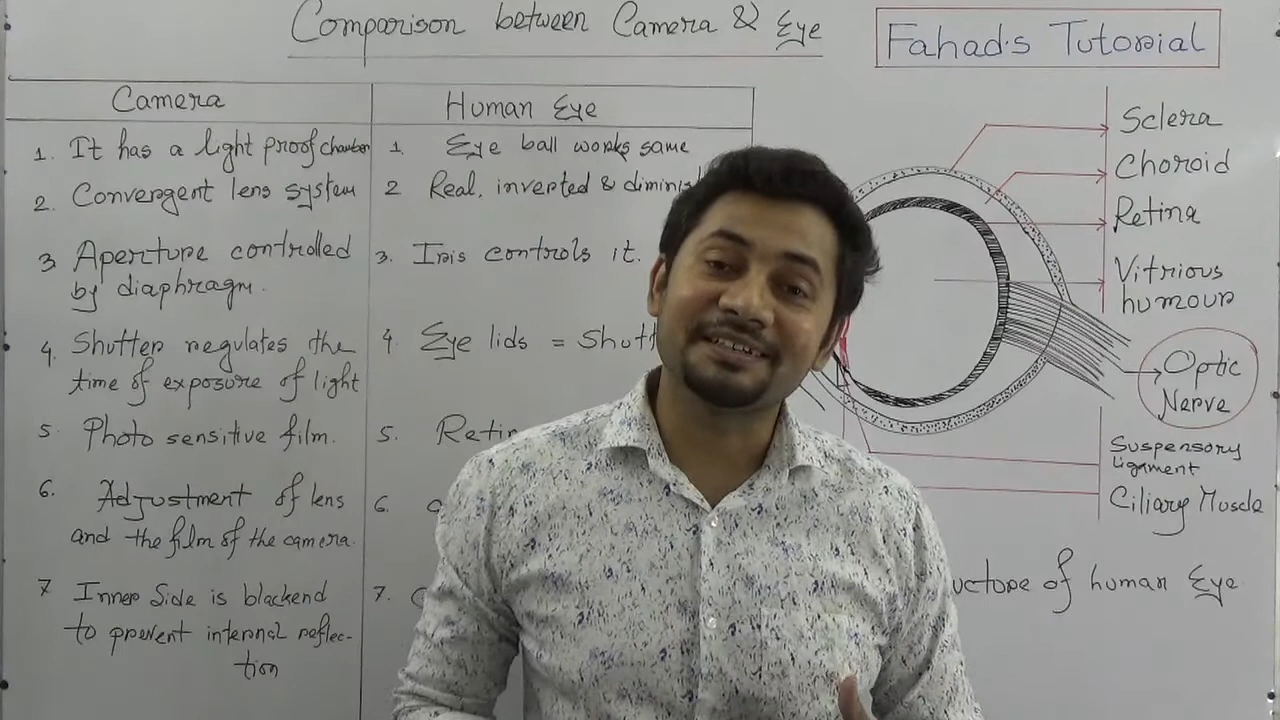 Comparison between Camera & Eye
Fahad's Tutorial
Camera
1. It has a light proof chamber
2. Convergent lens system
3 Aperture controlled
by diaphragm.
4. Shutter regulates the
time of exposure of light
5. Photo sensitive film.
6. Adjustment of lens
and the film of the camera.
7 Inner Side is blackend
to prevent internal reflec-
tion
Human Eye
1. Eye ball works same
2 Real, inverted &
3. Iris controls it.
4. Eye lids =
5.
6.
7.
Sclera
Choroid
Retina
Vitrious
humour
Optic
Nerve
Suspensory
ligament
Ciliary Muscle
of human Eye